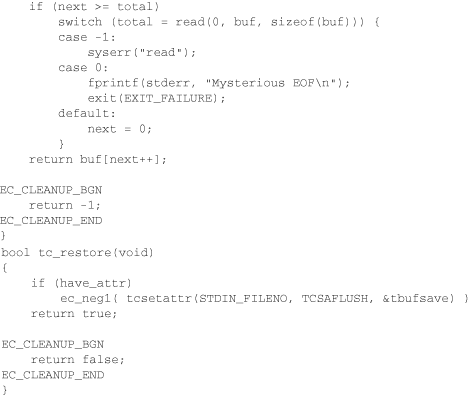 if (next >= total)
switch (total = read(0, buf, sizeof(buf))) {
case -1:
syserr("read");
case 0:
fprintf(stderr, "Mysterious EOF\n");
exit(EXIT_FAILURE);
default:
next = 0;
}
return buf[next++];
EC_CLEANUP_BGN
return -1;
EC_CLEANUP_END
}
bool tc_restore(void)
{
if (have_attr)
ec_neg1( tcsetattr(STDIN_FILENO, TCSAFLUSH, &tbufsave) )
return true;
EC_CLEANUP_BGN
return false;
EC_CLEANUP_END
}